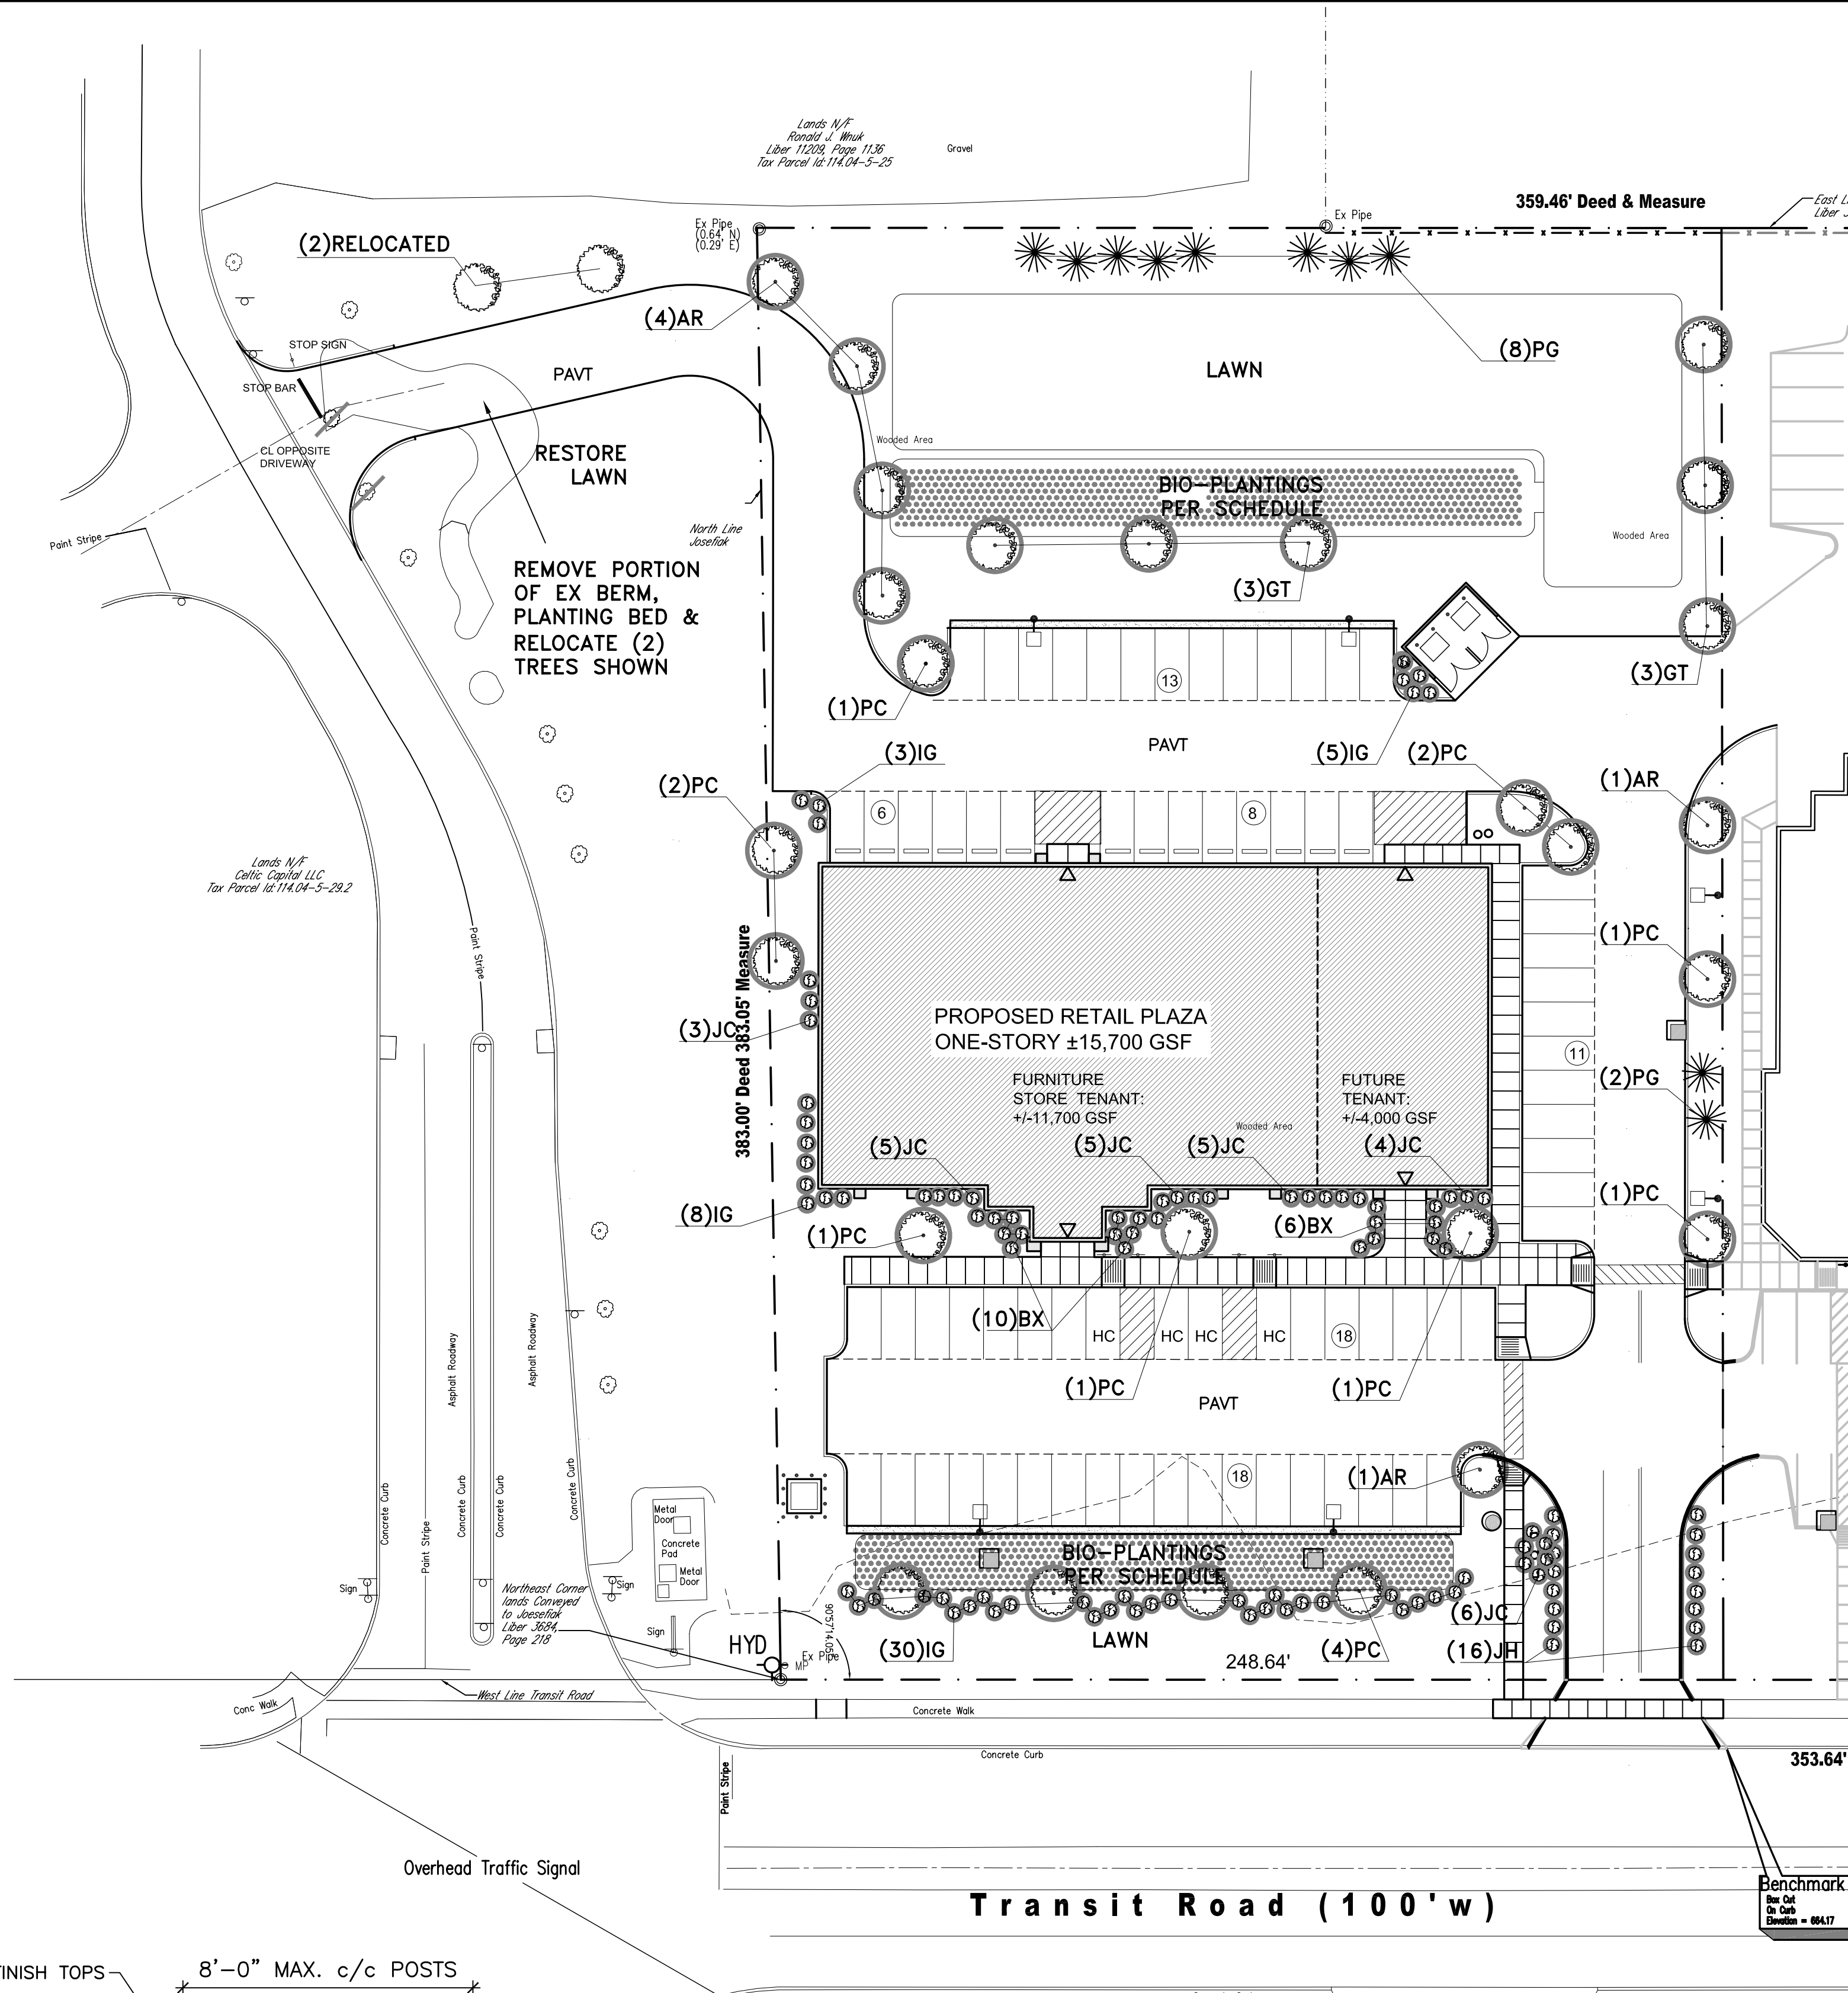 Lands N/F
Ronald J. Wnuk
Liber 11209, Page 1136
Tax Parcel Id:114.04-5-25
Gravel
359.46' Deed & Measure
Ex Pipe
(0.64' N)
(0.29' E)
Ex Pipe
(2)RELOCATED
(4)AR
(8)PG
STOP SIGN
PAVT
LAWN
STOP BAR
Wooded Area
CL OPPOSITE
DRIVEWAY
RESTORE
LAWN
BIO-PLANTINGS
PER SCHEDULE
North Line
Josefiak
Paint Stripe
Wooded Area
REMOVE PORTION
OF EX BERM,
PLANTING BED &
RELOCATE (2)
TREES SHOWN
(3)GT
(3)GT
13
(1)PC
PAVT
(3)IG
(5)IG
(2)PC
(2)PC
(1)AR
6
8
Lands N/F
Celtic Capital LLC
Tax Parcel Id:114.04-5-29.2
Paint Stripe
383.00' Deed 383.05' Measure
(1)PC
PROPOSED RETAIL PLAZA
ONE-STORY ±15,700 GSF
(3)JC
11
FURNITURE
STORE TENANT:
+/-11,700 GSF
FUTURE
TENANT:
+/-4,000 GSF
(2)PG
Wooded Area
(5)JC
(5)JC
(5)JC
(4)JC
(1)PC
(8)IG
(1)PC
(6)BX
(10)BX
HC
HC
HC
HC
18
Asphalt Roadway
Asphalt Roadway
(1)PC
(1)PC
PAVT
18
(1)AR
Concrete Curb
Paint Stripe
Concrete Curb
Concrete Curb
Concrete Curb
Metal
Door
Concrete
Pad
Metal
Door
BIO-PLANTINGS
PER SCHEDULE
Sign
Sign
Northeast Corner
lands Conveyed
to Joesefiak
Liber 3684,
Page 218
Sign
HYD
Ex Pipe
MP
(30)IG
LAWN
248.64'
(4)PC
(6)JC
(16)JH
West Line Transit Road
Conc Walk
Concrete Walk
Concrete Curb
353.64'
Paint Stripe
Overhead Traffic Signal
Transit Road (100'w)
Benchmark
Box Cut
On Curb
Elevation = 664.17
TOPS
8'-0" MAX. c/c POSTS